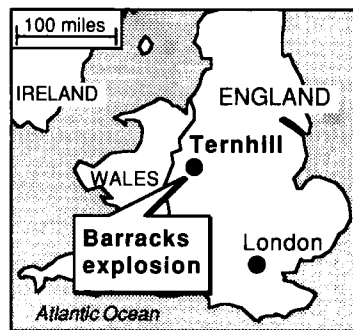 100 miles
IRELAND
ENGLAND
Ternhill
WALES
Barracks
explosion
London
Atlantic Ocean